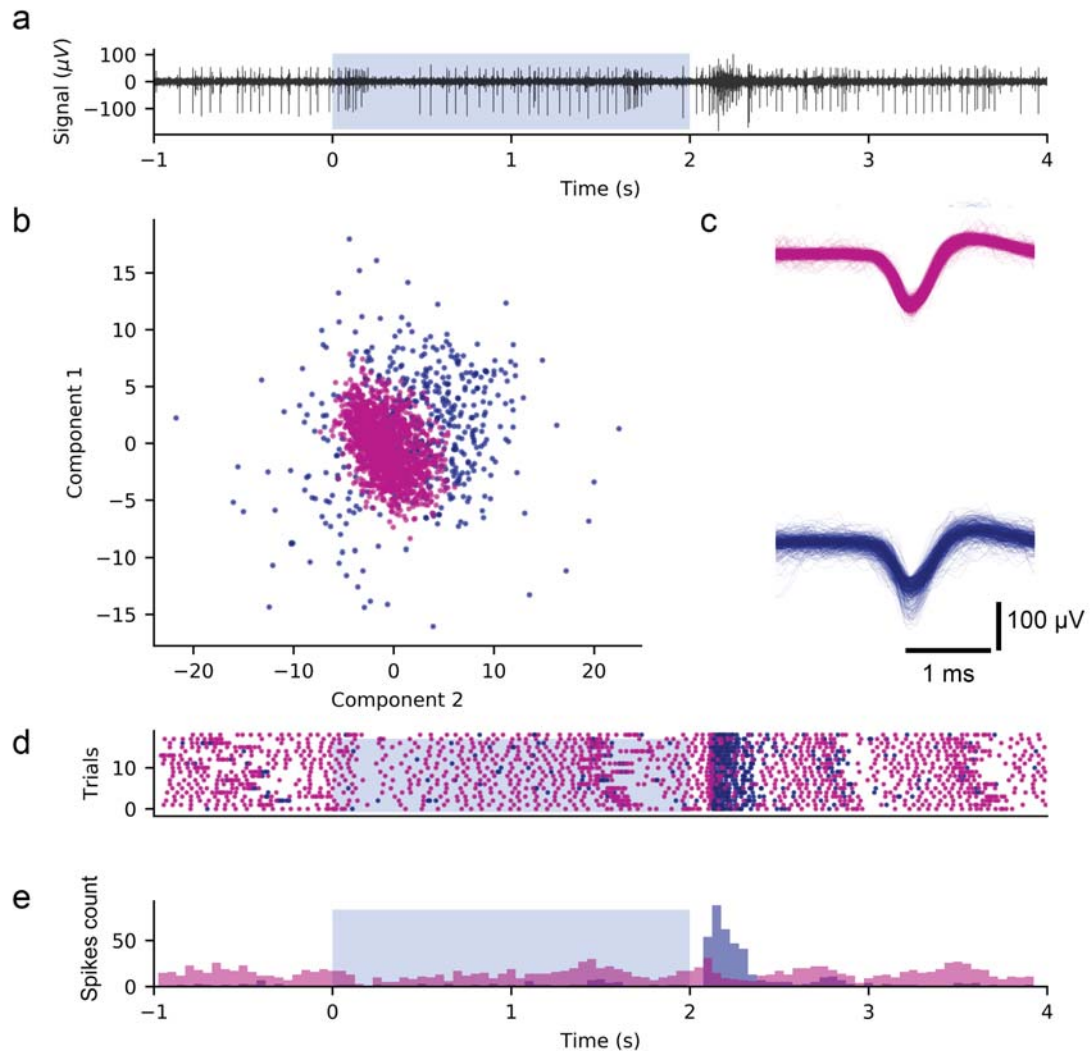 a
Signal (µV)
100
0
−100
−1
0
1
2
3
4
Time (s)
b
c
Component 1
15
10
5
0
−5
−10
−15
−20
−10
0
10
20
Component 2
100 µV
1 ms
d
Trials
10
0
e
Spikes count
50
0
−1
0
1
2
3
4
Time (s)